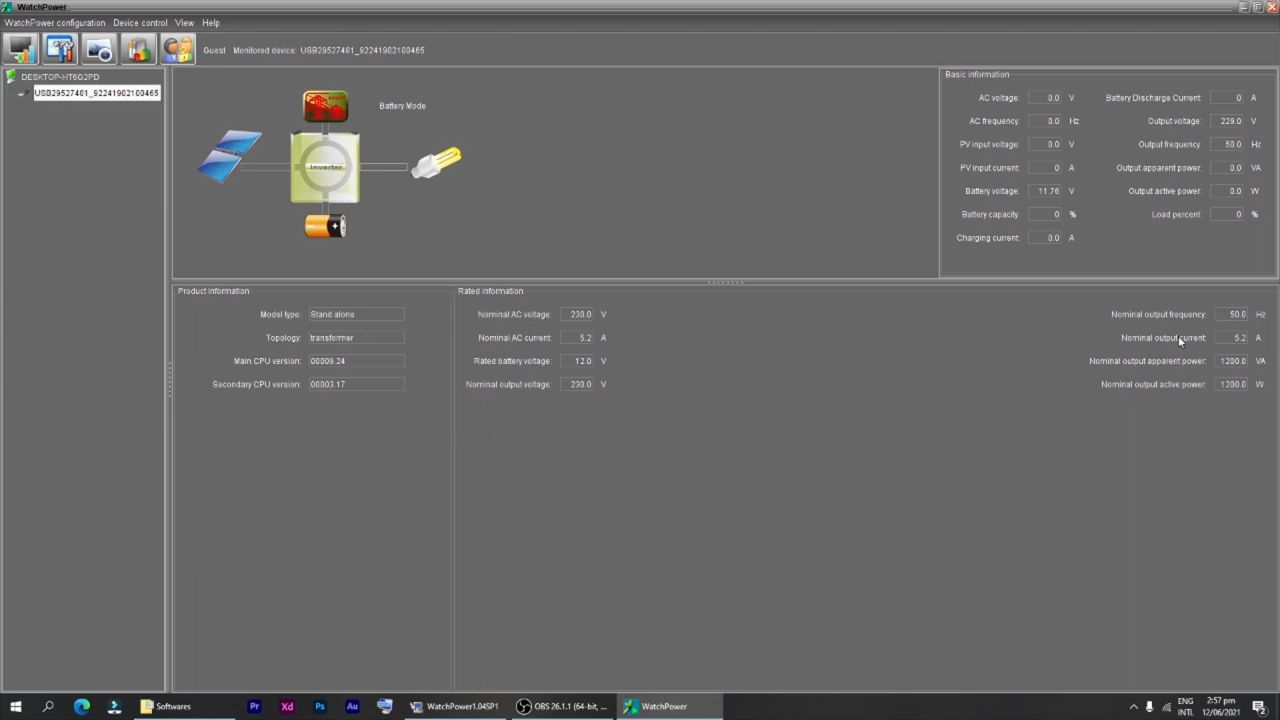 WatchPower
WatchPower configuration Device control View Help
Guest Monitored device: USB29527481_92241902100465
DESKTOP-HT6G2PD
USB29527481_92241902100465
Battery Mode
Inverter
Basic information
AC voltage: 0.0 V
AC frequency: 0.0 Hz
PV input voltage: 0.0 V
PV input current: 0 A
Battery voltage: 11.76 V
Battery capacity: 0 %
Charging current: 0.0 A
Battery Discharge Current: 0 A
Output voltage: 229.0 V
Output frequency: 50.0 Hz
Output apparent power: 0.0 VA
Output active power: 0.0 W
Load percent: 0 %
Product information
Model type: Stand alone
Topology: transformer
Main CPU version: 00009.24
Secondary CPU version: 00003.17
Rated information
Nominal AC voltage: 230.0 V
Nominal AC current: 5.2 A
Rated battery voltage: 12.0 V
Nominal output voltage: 230.0 V
Nominal output frequency: 50.0 Hz
Nominal output current: 5.2 A
Nominal output apparent power: 1200.0 VA
Nominal output active power: 1200.0 W
Softwares
Pr
Xd
Ps
Au
WatchPower1.04SP1
OBS 26.1.1 (64-bit, ...
WatchPower
ENG
INTL
2:57 pm
12/06/2021
2